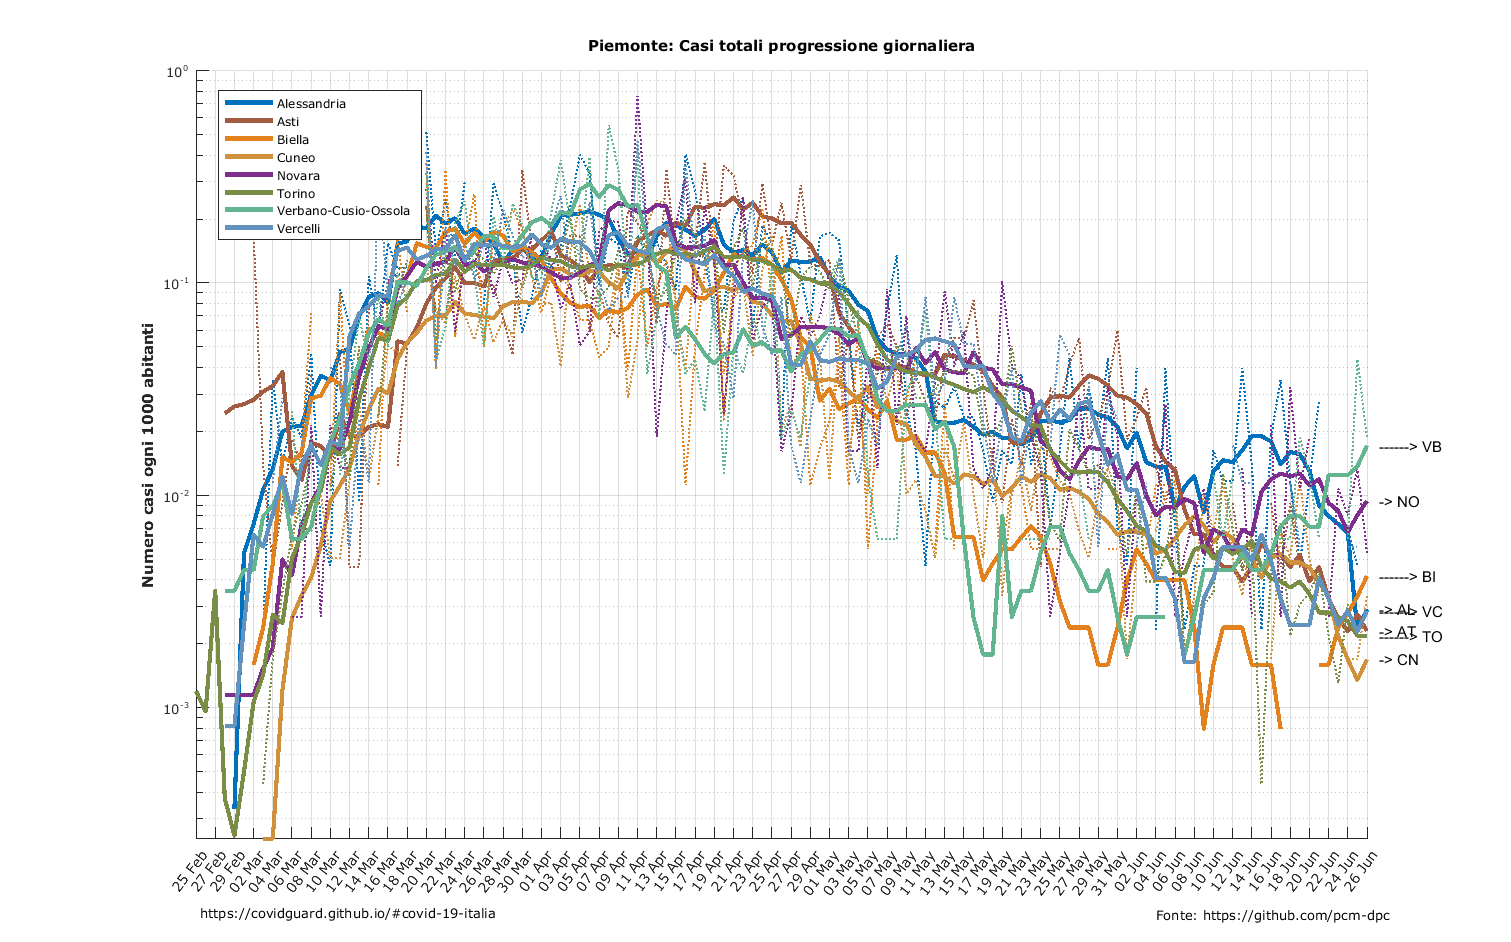 Piemonte: Casi totali progressione giornaliera
10^0
10^-1
10^-2
10^-3
Numero casi ogni 1000 abitanti
Alessandria
Asti
Biella
Cuneo
Novara
Torino
Verbano-Cusio-Ossola
Vercelli
------> VB
-> NO
------> BI
-> AL
------> VC
-> AT
------> TO
-> CN
25 Feb
27 Feb
29 Feb
02 Mar
04 Mar
06 Mar
08 Mar
10 Mar
12 Mar
14 Mar
16 Mar
18 Mar
20 Mar
22 Mar
24 Mar
26 Mar
28 Mar
30 Mar
01 Apr
03 Apr
05 Apr
07 Apr
09 Apr
11 Apr
13 Apr
15 Apr
17 Apr
19 Apr
21 Apr
23 Apr
25 Apr
27 Apr
29 Apr
01 May
03 May
05 May
07 May
09 May
11 May
13 May
15 May
17 May
19 May
21 May
23 May
25 May
27 May
29 May
31 May
02 Jun
04 Jun
06 Jun
08 Jun
10 Jun
12 Jun
14 Jun
16 Jun
18 Jun
20 Jun
22 Jun
24 Jun
26 Jun
https://covidguard.github.io/#covid-19-italia
Fonte: https://github.com/pcm-dpc